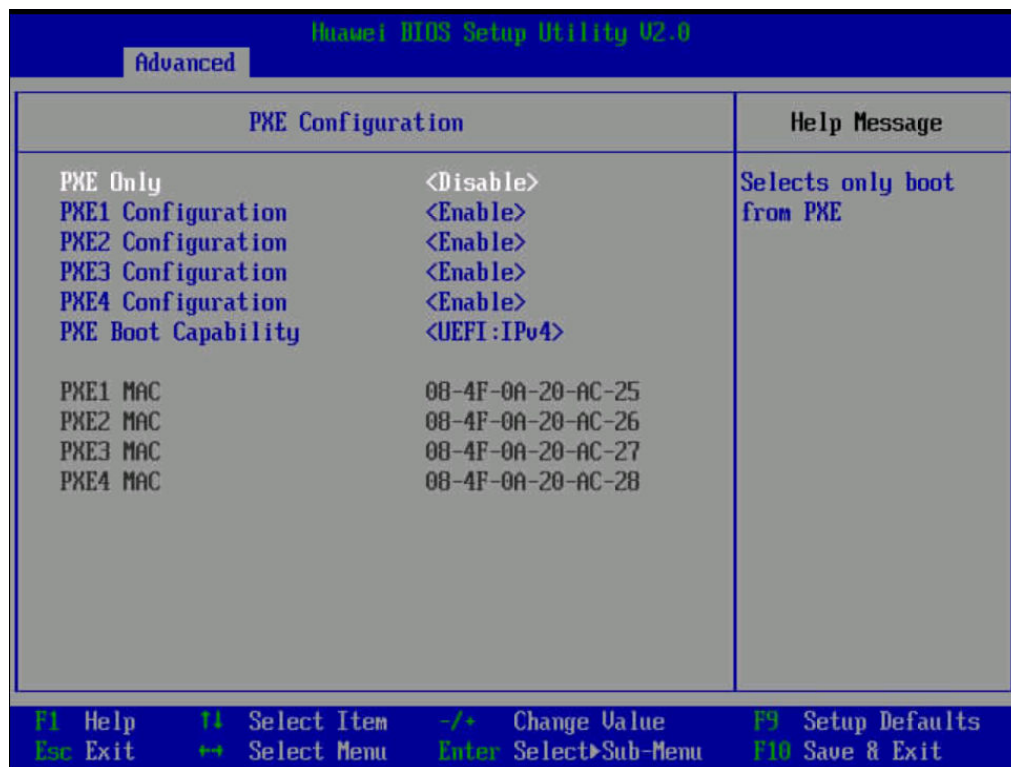 Huawei BIOS Setup Utility V2.0
Advanced
PXE Configuration
Help Message
PXE Only <Disable>
PXE1 Configuration <Enable>
PXE2 Configuration <Enable>
PXE3 Configuration <Enable>
PXE4 Configuration <Enable>
PXE Boot Capability <UEFI:IPv4>
PXE1 MAC 08-4F-0A-20-AC-25
PXE2 MAC 08-4F-0A-20-AC-26
PXE3 MAC 08-4F-0A-20-AC-27
PXE4 MAC 08-4F-0A-20-AC-28
Selects only boot
from PXE
F1 Help ↑↓ Select Item -/+ Change Value F9 Setup Defaults
Esc Exit ↔ Select Menu Enter Select▶Sub-Menu F10 Save & Exit